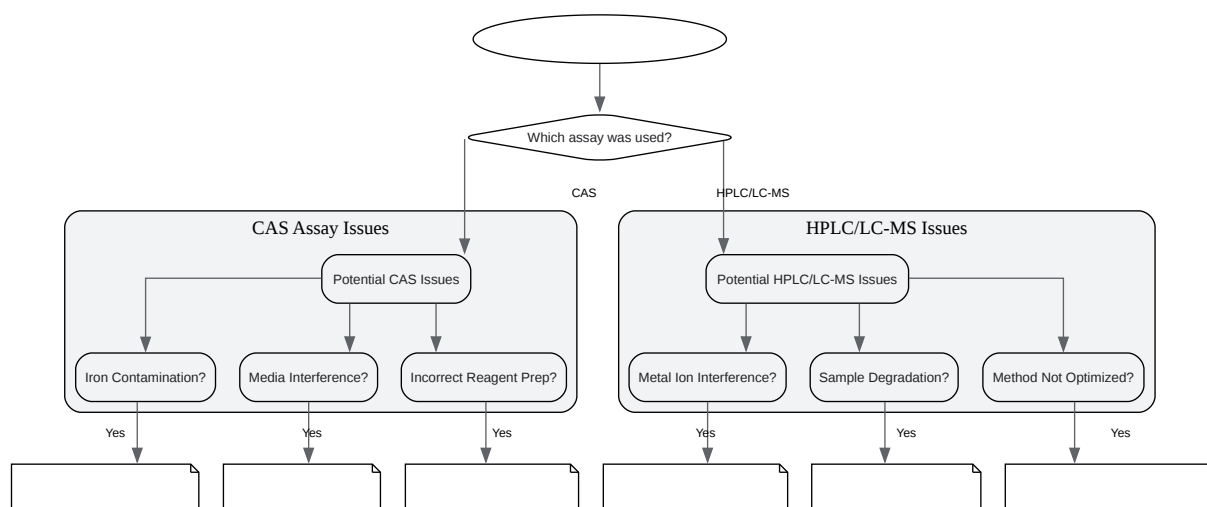 Which assay was used?
CAS
HPLC/LC-MS
CAS Assay Issues
HPLC/LC-MS Issues
Potential CAS Issues
Potential HPLC/LC-MS Issues
Iron Contamination?
Media Interference?
Incorrect Reagent Prep?
Metal Ion Interference?
Sample Degradation?
Method Not Optimized?
Yes
Yes
Yes
Yes
Yes
Yes